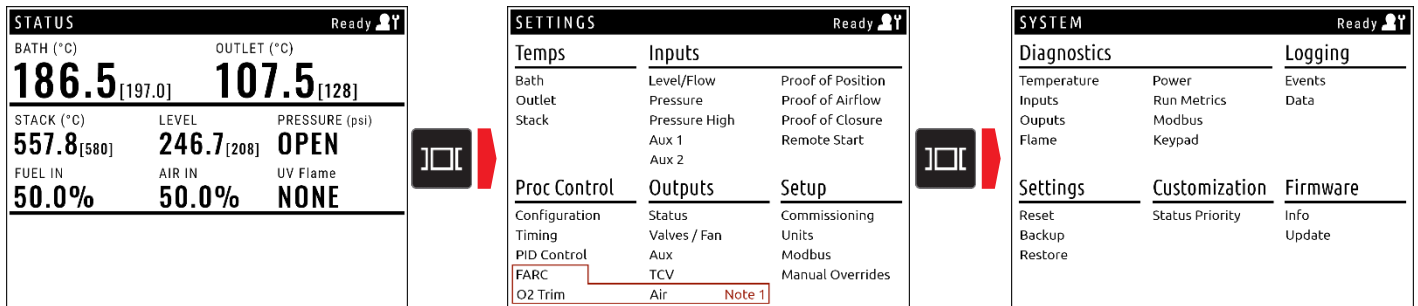 STATUS Ready
BATH (°C) OUTLET (°C)
186.5[197.0] 107.5[128]
STACK (°C) LEVEL PRESSURE (psi)
557.8[580] 246.7[208] OPEN
FUEL IN AIR IN UV Flame
50.0% 50.0% NONE
SETTINGS Ready
Temps Inputs
Bath Level/Flow Proof of Position
Outlet Pressure Proof of Airflow
Stack Pressure High Proof of Closure
Aux 1 Remote Start
Aux 2
Proc Control Outputs Setup
Configuration Status Commissioning
Timing Valves / Fan Units
PID Control Aux Modbus
FARC TCV Manual Overrides
O2 Trim Air Note 1
SYSTEM Ready
Diagnostics Logging
Temperature Power Events
Inputs Run Metrics Data
Ouputs Modbus
Flame Keypad
Settings Customization Firmware
Reset Status Priority Info
Backup Update
Restore